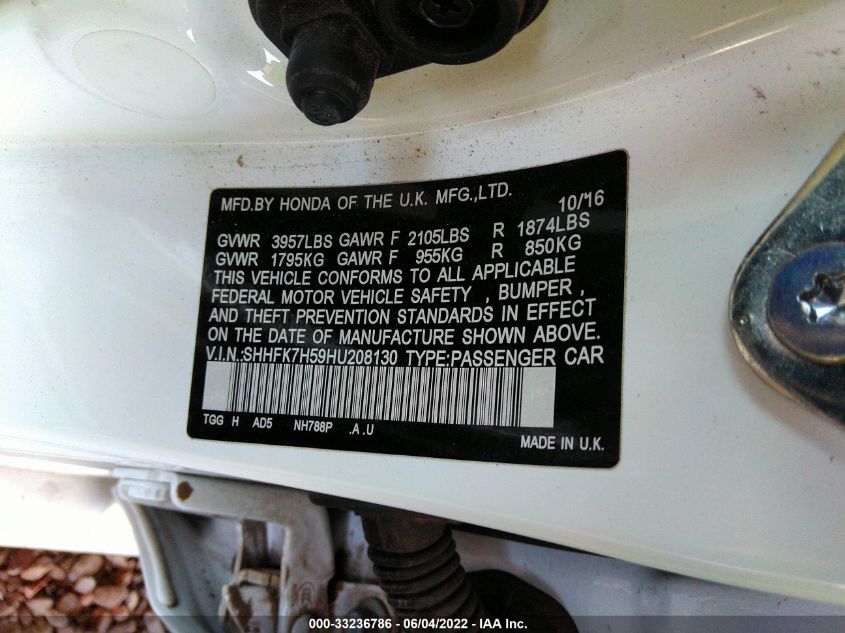 MFD.BY HONDA OF THE U.K. MFG.,LTD. 10/16
GVWR 3957LBS GAWR F 2105LBS R 1874LBS
GVWR 1795KG GAWR F 955KG R 850KG
THIS VEHICLE CONFORMS TO ALL APPLICABLE
FEDERAL MOTOR VEHICLE SAFETY , BUMPER ,
AND THEFT PREVENTION STANDARDS IN EFFECT
ON THE DATE OF MANUFACTURE SHOWN ABOVE.
V.I.N.:SHHFK7H59HU208130 TYPE:PASSENGER CAR
TGG H AD5 NH788P .A .U
MADE IN U.K.
000-33236786 - 06/04/2022 - IAA Inc.